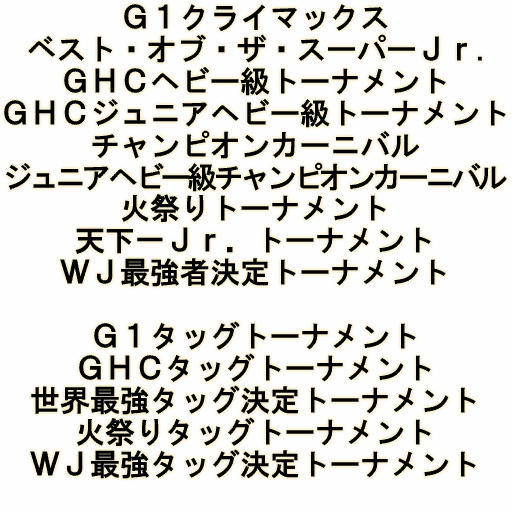 G1クライマックス
ベスト・オブ・ザ・スーパーJr.
GHCヘビー級トーナメント
GHCジュニアヘビー級トーナメント
チャンピオンカーニバル
ジュニアヘビー級チャンピオンカーニバル
火祭りトーナメント
天下一Jr．トーナメント
WJ最強者決定トーナメント
G1タッグトーナメント
GHCタッグトーナメント
世界最強タッグ決定トーナメント
火祭りタッグトーナメント
WJ最強タッグ決定トーナメント